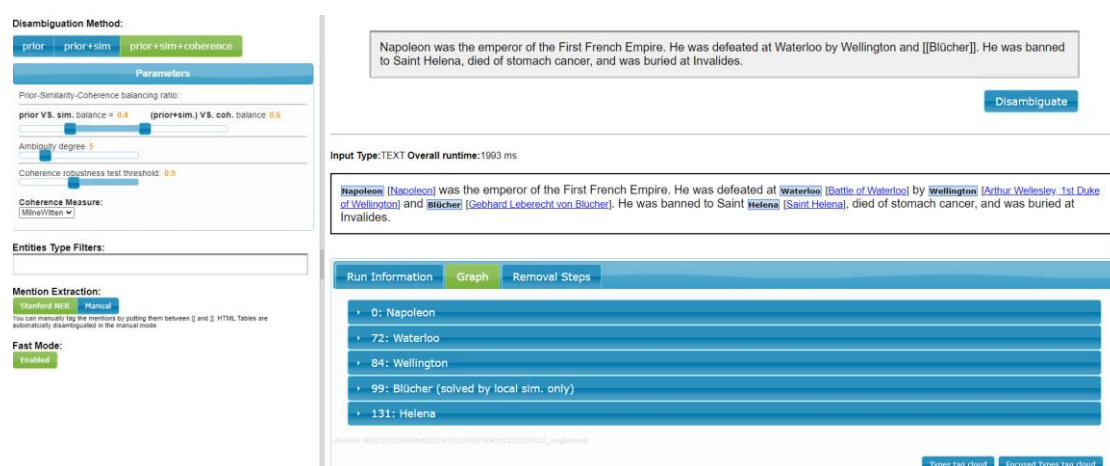 Disambiguation Method:
prior prior+sim prior+sim+coherence
Parameters
Prior-Similarity-Coherence balancing ratio:
prior VS. sim. balance = 0.4 (prior+sim.) VS. coh. balance 0.6
Ambiguity degree 5
Coherence robustness test threshold: 0.9
Coherence Measure:
MilneWitten
Entities Type Filters:
Mention Extraction:
Stanford NER Manual
You can manually tag the mentions by putting them between [[ and ]]. HTML Tables are
automatcially disambiguated in the manual mode.
Fast Mode:
Enabled
Napoleon was the emperor of the First French Empire. He was defeated at Waterloo by Wellington and [[Blücher]]. He was banned
to Saint Helena, died of stomach cancer, and was buried at Invalides.
Disambiguate
Input Type:TEXT Overall runtime:1993 ms
Napoleon [Napoleon] was the emperor of the First French Empire. He was defeated at Waterloo [Battle of Waterloo] by Wellington [Arthur Wellesley, 1st Duke
of Wellington] and Blücher [Gebhard Leberecht von Blücher]. He was banned to Saint Helena [Saint Helena], died of stomach cancer, and was buried at
Invalides.
Run Information Graph Removal Steps
0: Napoleon
72: Waterloo
84: Wellington
99: Blücher (solved by local sim. only)
131: Helena
Types tag cloud Focused Types tag cloud